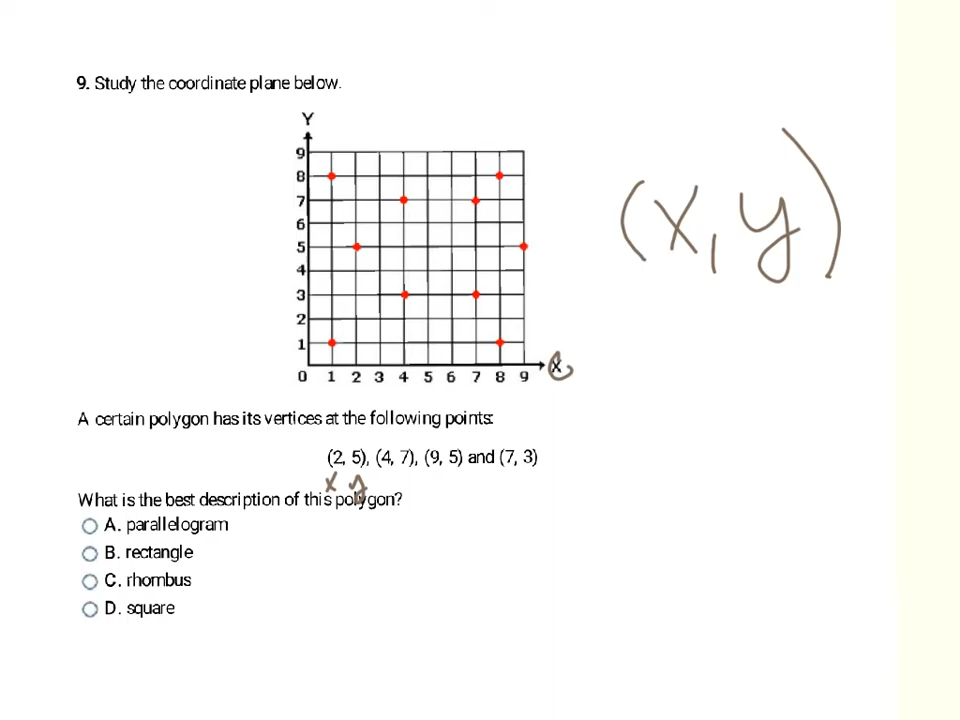 9. Study the coordinate plane below.
Y
9
8
7
6
5
4
3
2
1
0 1 2 3 4 5 6 7 8 9
X
(x, y)
A certain polygon has its vertices at the following points:
(2, 5), (4, 7), (9, 5) and (7, 3)
x y
What is the best description of this polygon?
A. parallelogram
B. rectangle
C. rhombus
D. square